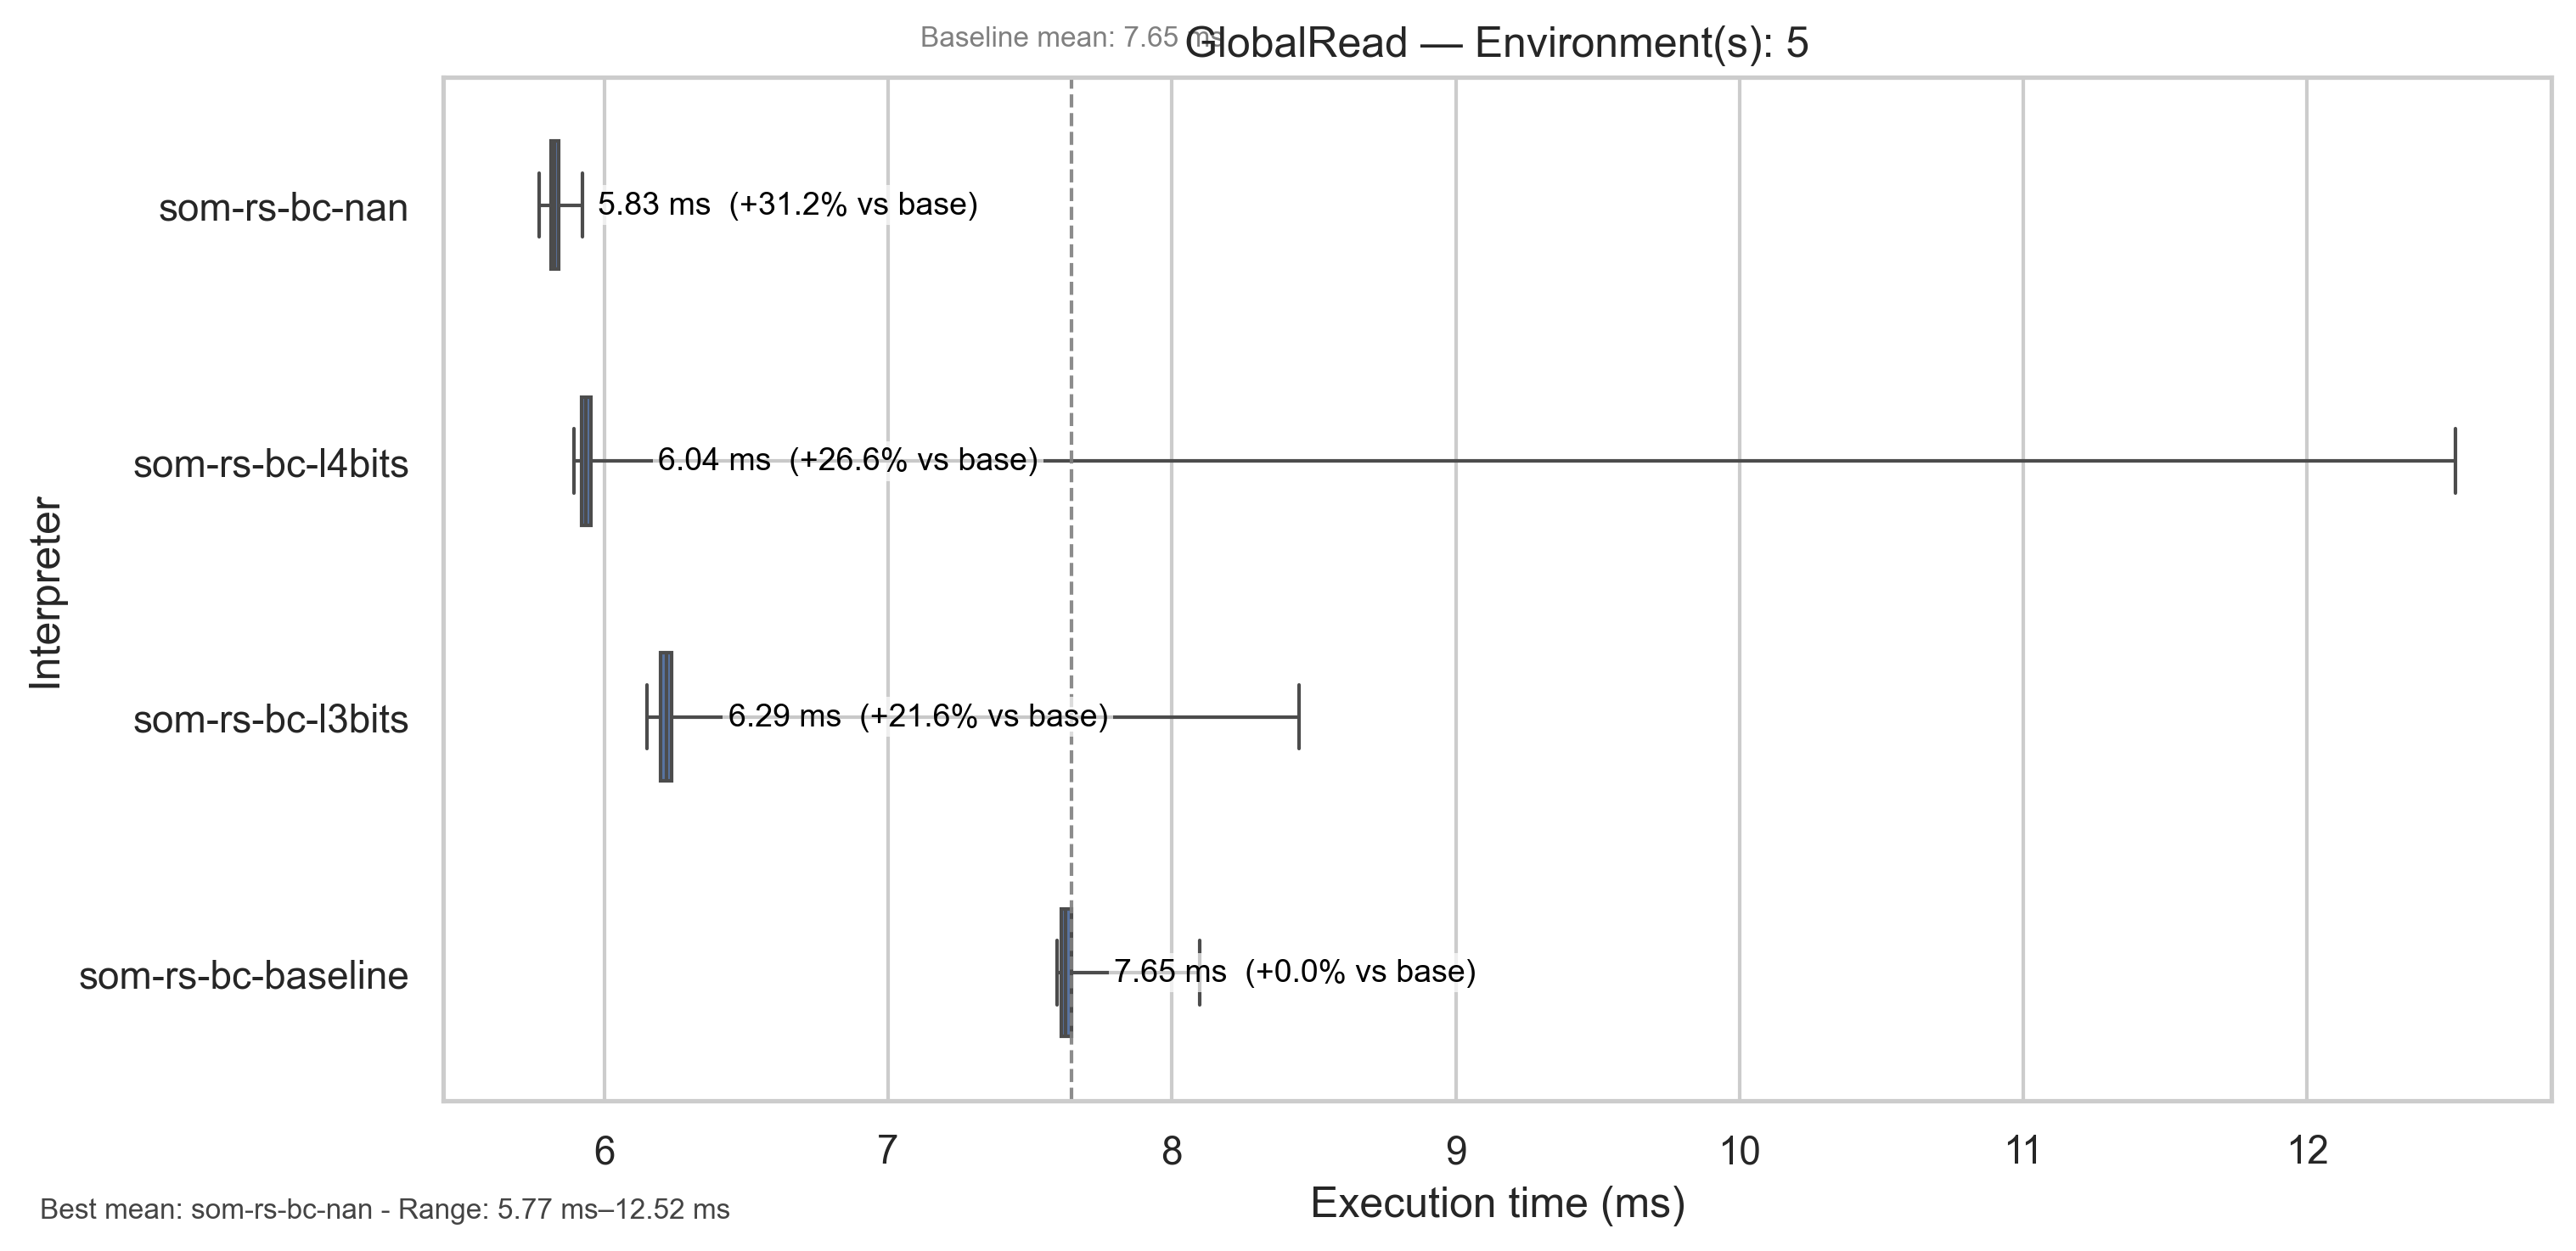 Baseline mean: 7.65 ms
GlobalRead — Environment(s): 5
som-rs-bc-nan
5.83 ms (+31.2% vs base)
som-rs-bc-l4bits
6.04 ms (+26.6% vs base)
Interpreter
som-rs-bc-l3bits
6.29 ms (+21.6% vs base)
som-rs-bc-baseline
7.65 ms (+0.0% vs base)
6 7 8 9 10 11 12
Execution time (ms)
Best mean: som-rs-bc-nan - Range: 5.77 ms–12.52 ms